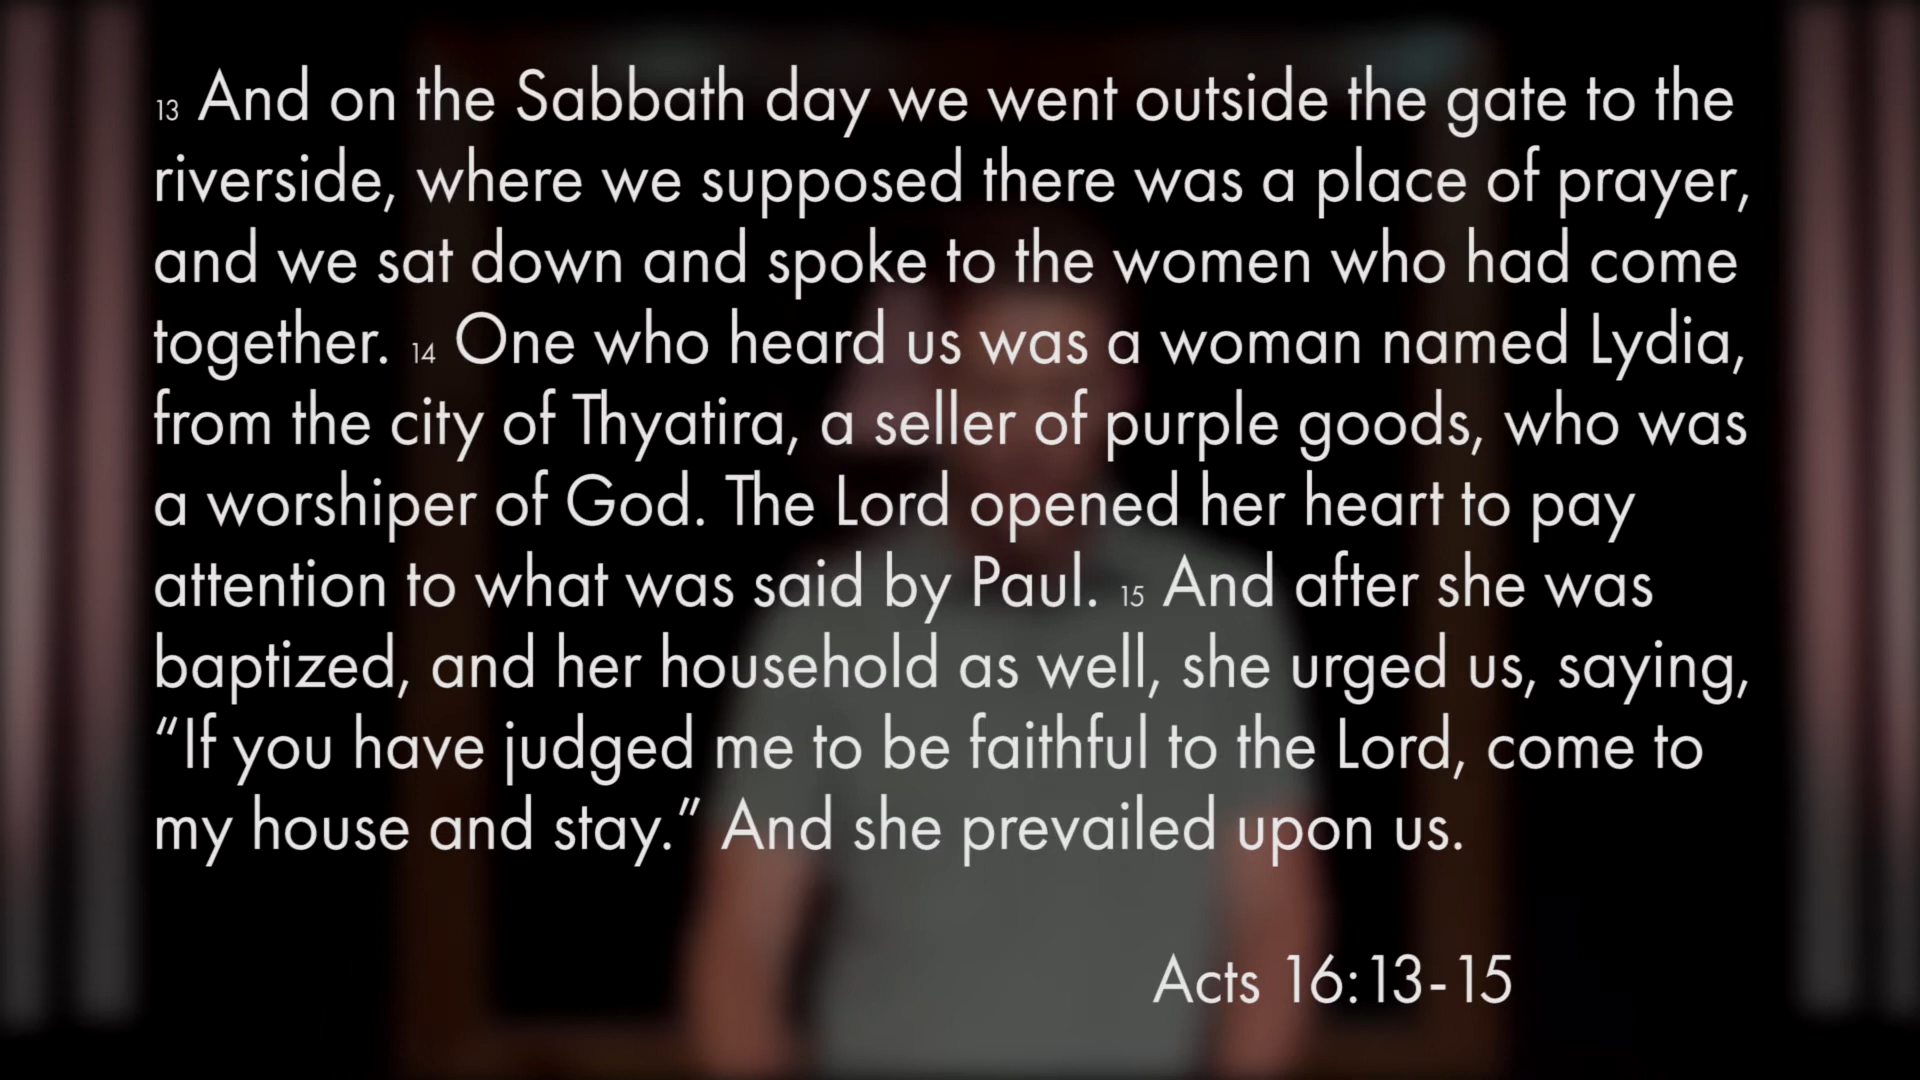 13 And on the Sabbath day we went outside the gate to the
riverside, where we supposed there was a place of prayer,
and we sat down and spoke to the women who had come
together. 14 One who heard us was a woman named Lydia,
from the city of Thyatira, a seller of purple goods, who was
a worshiper of God. The Lord opened her heart to pay
attention to what was said by Paul. 15 And after she was
baptized, and her household as well, she urged us, saying,
“If you have judged me to be faithful to the Lord, come to
my house and stay.” And she prevailed upon us.
Acts 16:13-15